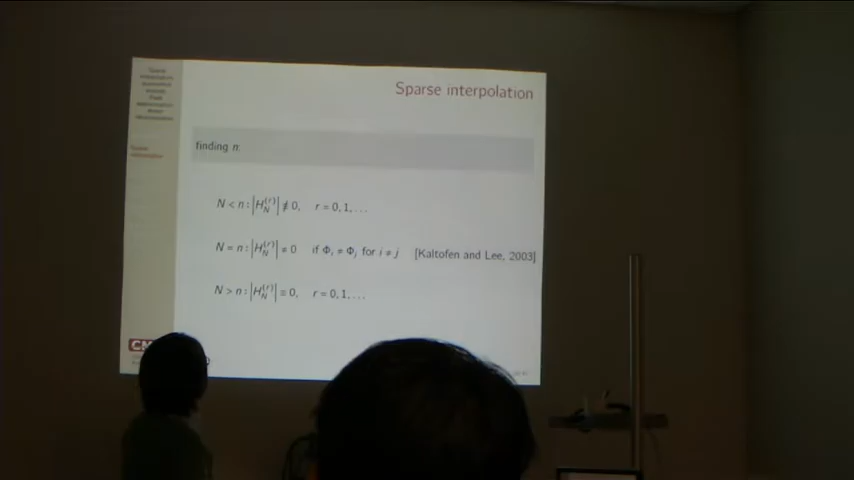 Sparse interpolation
finding n:
N < n : |H_N^{(r)}| ≢ 0, r = 0, 1, . . .
N = n : |H_N^{(r)}| ≠ 0 if Φ_i ≠ Φ_j for i ≠ j [Kaltofen and Lee, 2003]
N > n : |H_N^{(r)}| ≡ 0, r = 0, 1, . . .